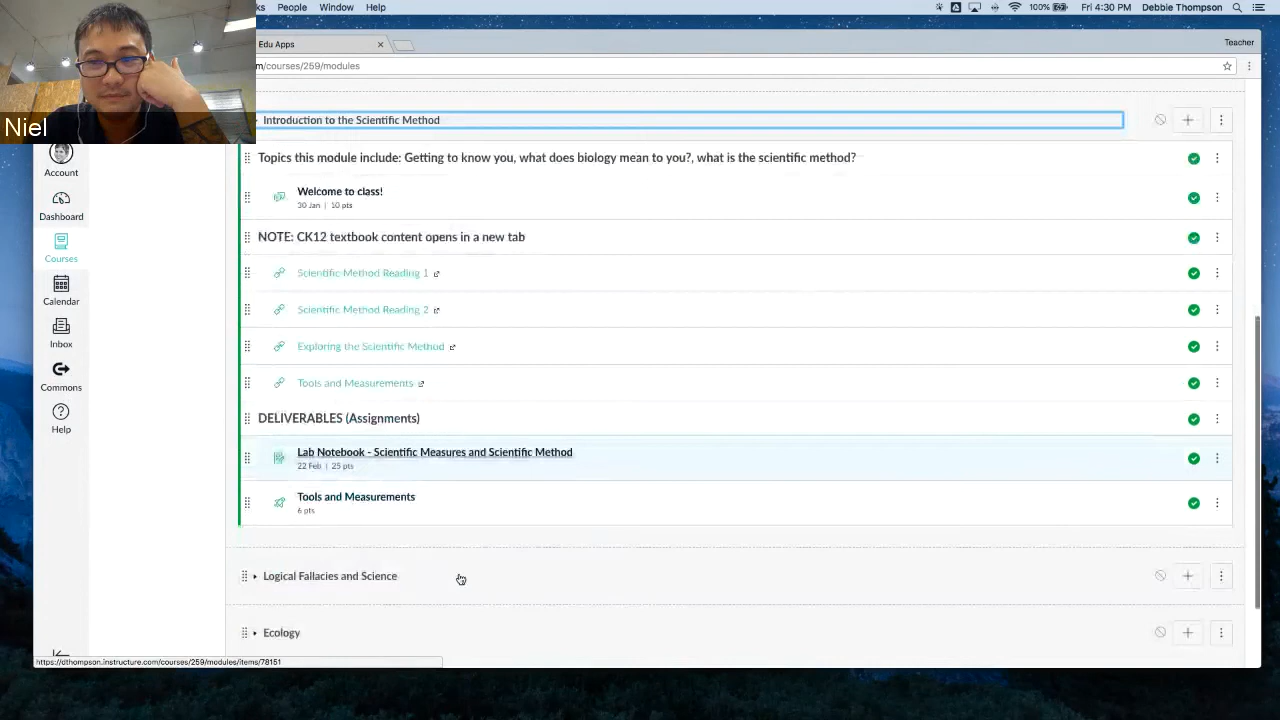 ks People Window Help 100% Fri 4:30 PM Debbie Thompson
Edu Apps Teacher
m/courses/259/modules
Niel
Introduction to the Scientific Method
Topics this module include: Getting to know you, what does biology mean to you?, what is the scientific method?
Welcome to class!
30 Jan | 10 pts
NOTE: CK12 textbook content opens in a new tab
Scientific Method Reading 1
Scientific Method Reading 2
Exploring the Scientific Method
Tools and Measurements
DELIVERABLES (Assignments)
Lab Notebook - Scientific Measures and Scientific Method
22 Feb | 25 pts
Tools and Measurements
6 pts
Logical Fallacies and Science
Ecology
Account
Dashboard
Courses
Calendar
Inbox
Commons
Help
https://dthompson.instructure.com/courses/259/modules/items/78151